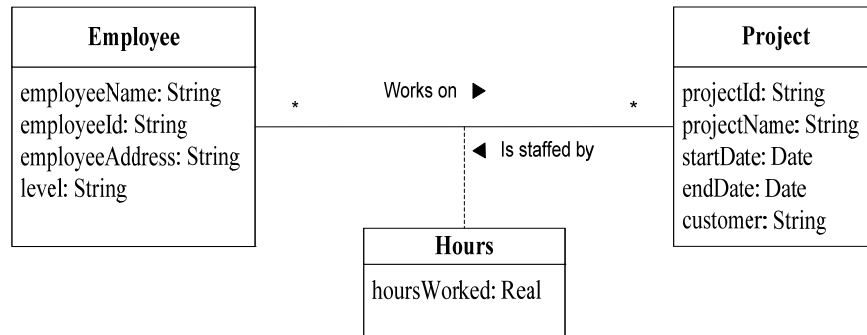 Employee
employeeName: String
employeeId: String
employeeAddress: String
level: String
*
Works on ▶
*
◀ Is staffed by
Project
projectId: String
projectName: String
startDate: Date
endDate: Date
customer: String
Hours
hoursWorked: Real